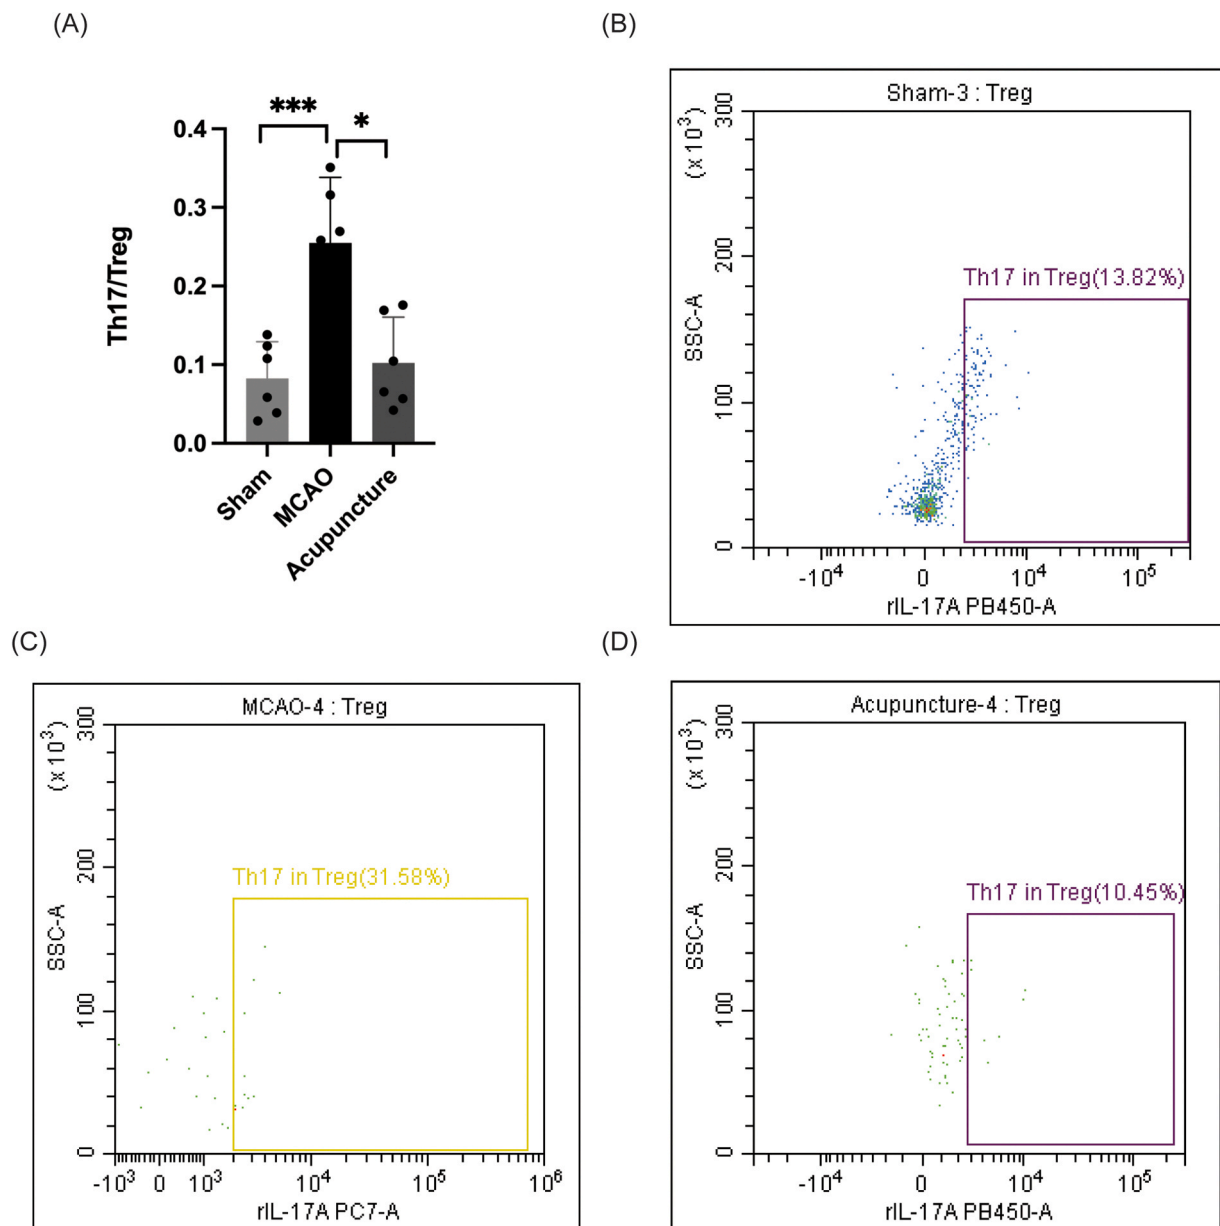 (A)
***
*
0.4
0.3
0.2
0.1
0.0
Th17/Treg
Sham
MCAO
Acupuncture
(B)
Sham-3 : Treg
(x 10³)
300
200
100
0
SSC-A
Th17 in Treg(13.82%)
-10⁴ 0 10⁴ 10⁵
rIL-17A PB450-A
(C)
MCAO-4 : Treg
(x 10³)
300
200
100
0
SSC-A
Th17 in Treg(31.58%)
-10³ 0 10³ 10⁴ 10⁵ 10⁶
rIL-17A PC7-A
(D)
Acupuncture-4 : Treg
(x 10³)
300
200
100
0
SSC-A
Th17 in Treg(10.45%)
-10⁴ 0 10⁴ 10⁵
rIL-17A PB450-A